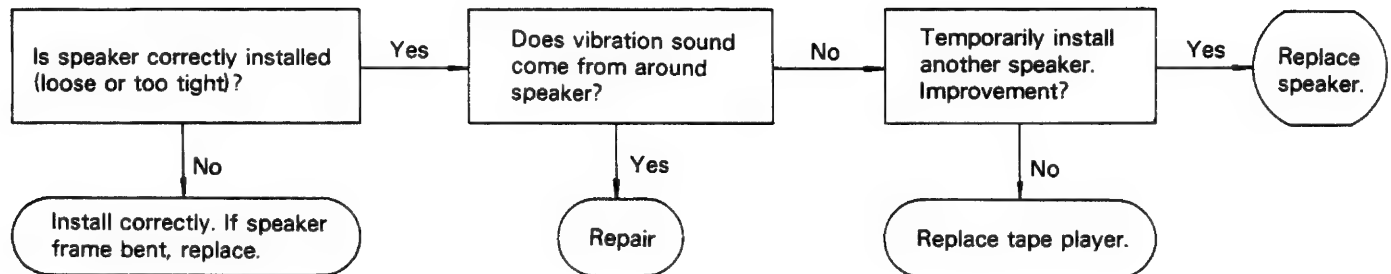 Is speaker correctly installed
(loose or too tight)?
Yes
No
Install correctly. If speaker
frame bent, replace.
Does vibration sound
come from around
speaker?
No
Yes
Repair
Temporarily install
another speaker.
Improvement?
Yes
No
Replace tape player.
Replace
speaker.